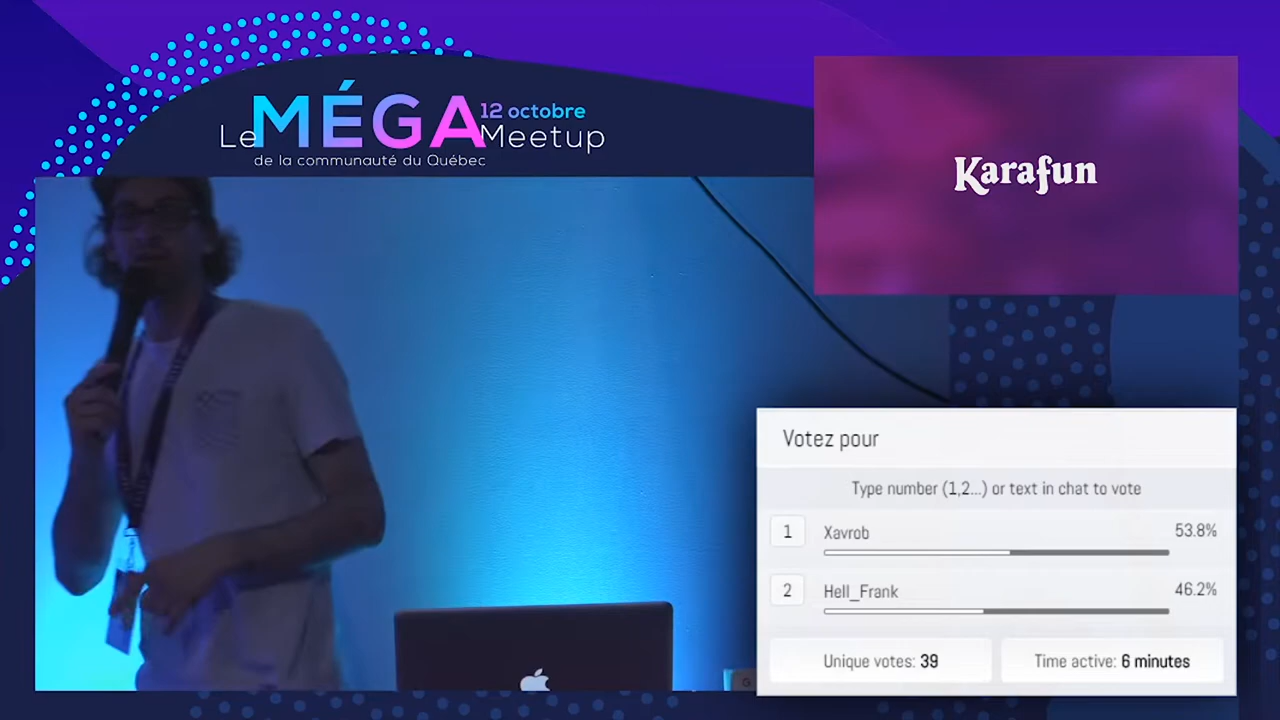 Le MÉGA Meetup
12 octobre
de la communauté du Québec
Karafun
Votez pour
Type number (1,2...) or text in chat to vote
1 Xavrob 53.8%
2 Hell_Frank 46.2%
Unique votes: 39 Time active: 6 minutes